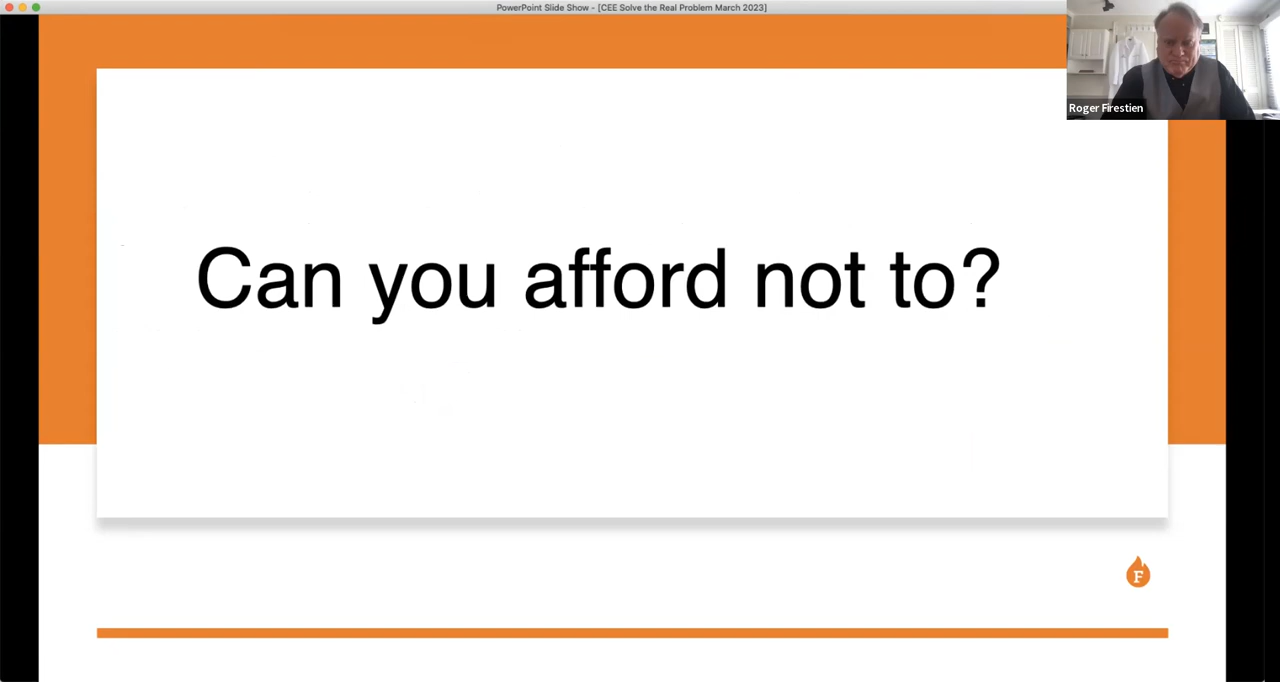 PowerPoint Slide Show - [CEE Solve the Real Problem March 2023]
Roger Firestien
Can you afford not to?
F